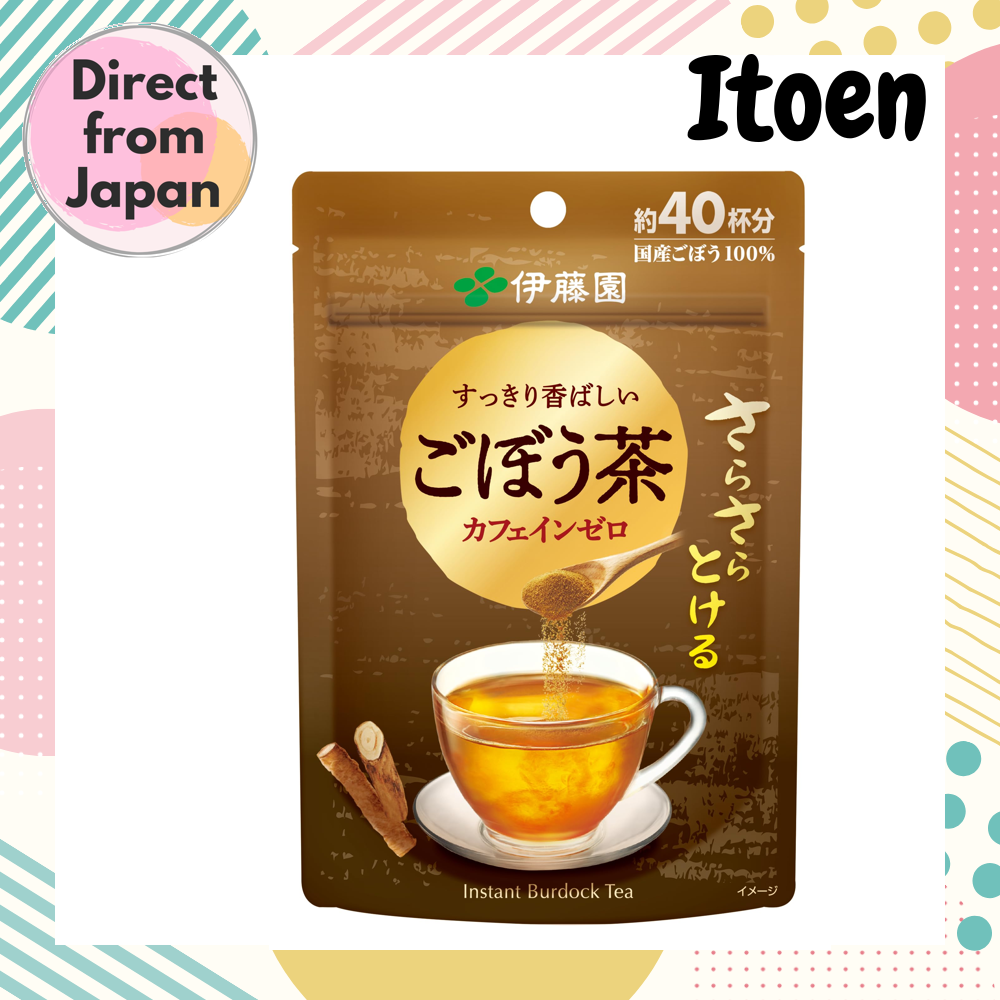 Direct
from
Japan
Itoen
約40杯分
国産ごぼう100%
伊藤園
すっきり香ばしい
ごぼう茶
カフェインゼロ
さらさら
とける
Instant Burdock Tea
イメージ